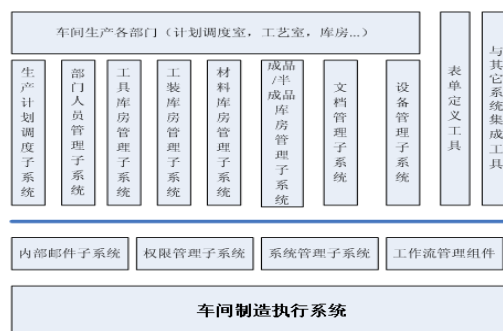 车间生产各部门（计划调度室，工艺室，库房...）
生产计划调度子系统
部门人员管理子系统
工具库房管理子系统
工装库房管理子系统
材料库房管理子系统
成品/半成品库房管理子系统
文档管理子系统
设备管理子系统
表单定义工具
与其它系统集成工具
内部邮件子系统
权限管理子系统
系统管理子系统
工作流管理组件
车间制造执行系统